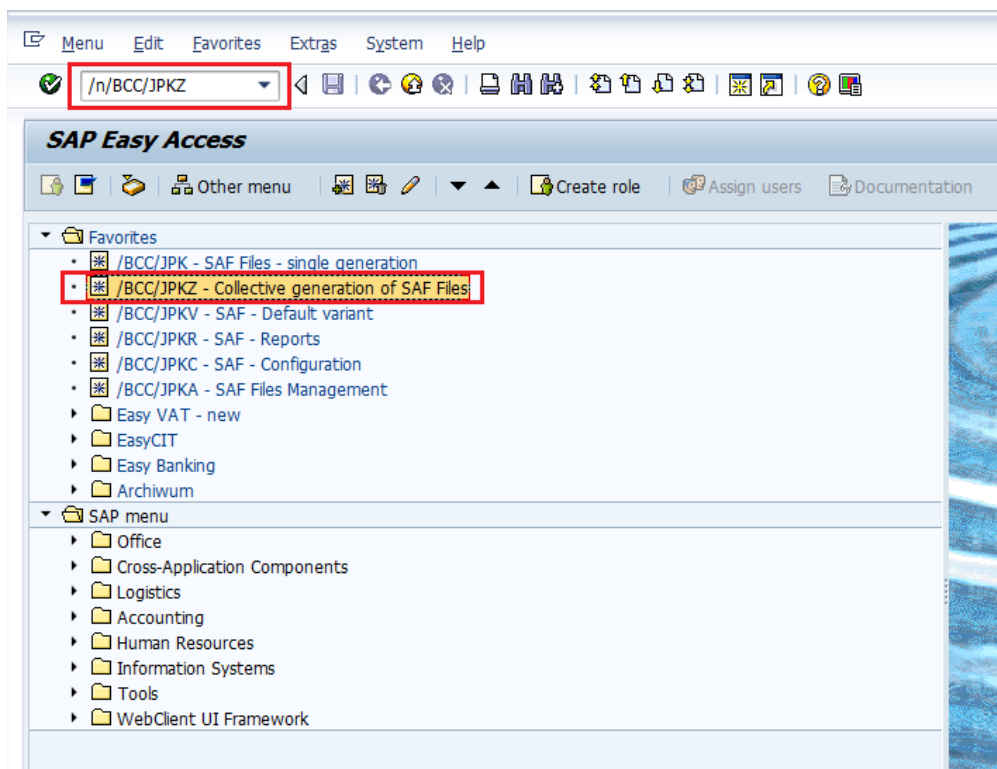 Menu Edit Favorites Extras System Help
/n/BCC/JPKZ
SAP Easy Access
Other menu Create role Assign users Documentation
Favorites
/BCC/JPK - SAF Files - single generation
/BCC/JPKZ - Collective generation of SAF Files
/BCC/JPKV - SAF - Default variant
/BCC/JPKR - SAF - Reports
/BCC/JPKC - SAF - Configuration
/BCC/JPKA - SAF Files Management
Easy VAT - new
EasyCIT
Easy Banking
Archiwum
SAP menu
Office
Cross-Application Components
Logistics
Accounting
Human Resources
Information Systems
Tools
WebClient UI Framework